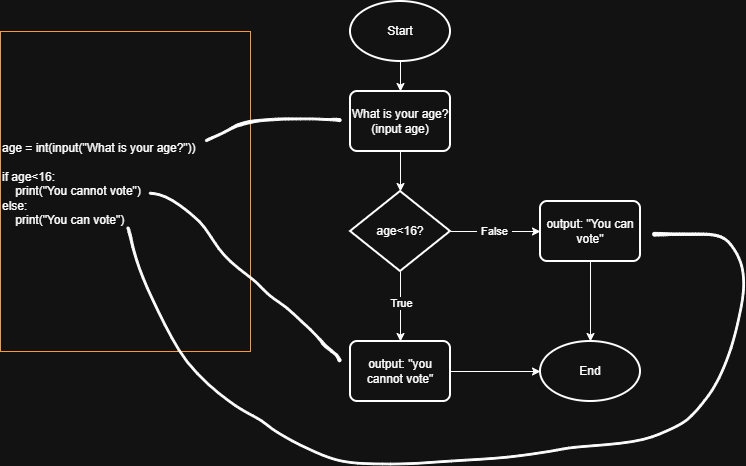 Start
What is your age?
(input age)
age = int(input("What is your age?"))
if age<16:
print("You cannot vote")
else:
print("You can vote")
age<16?
False
output: "You can
vote"
True
output: "you
cannot vote"
End